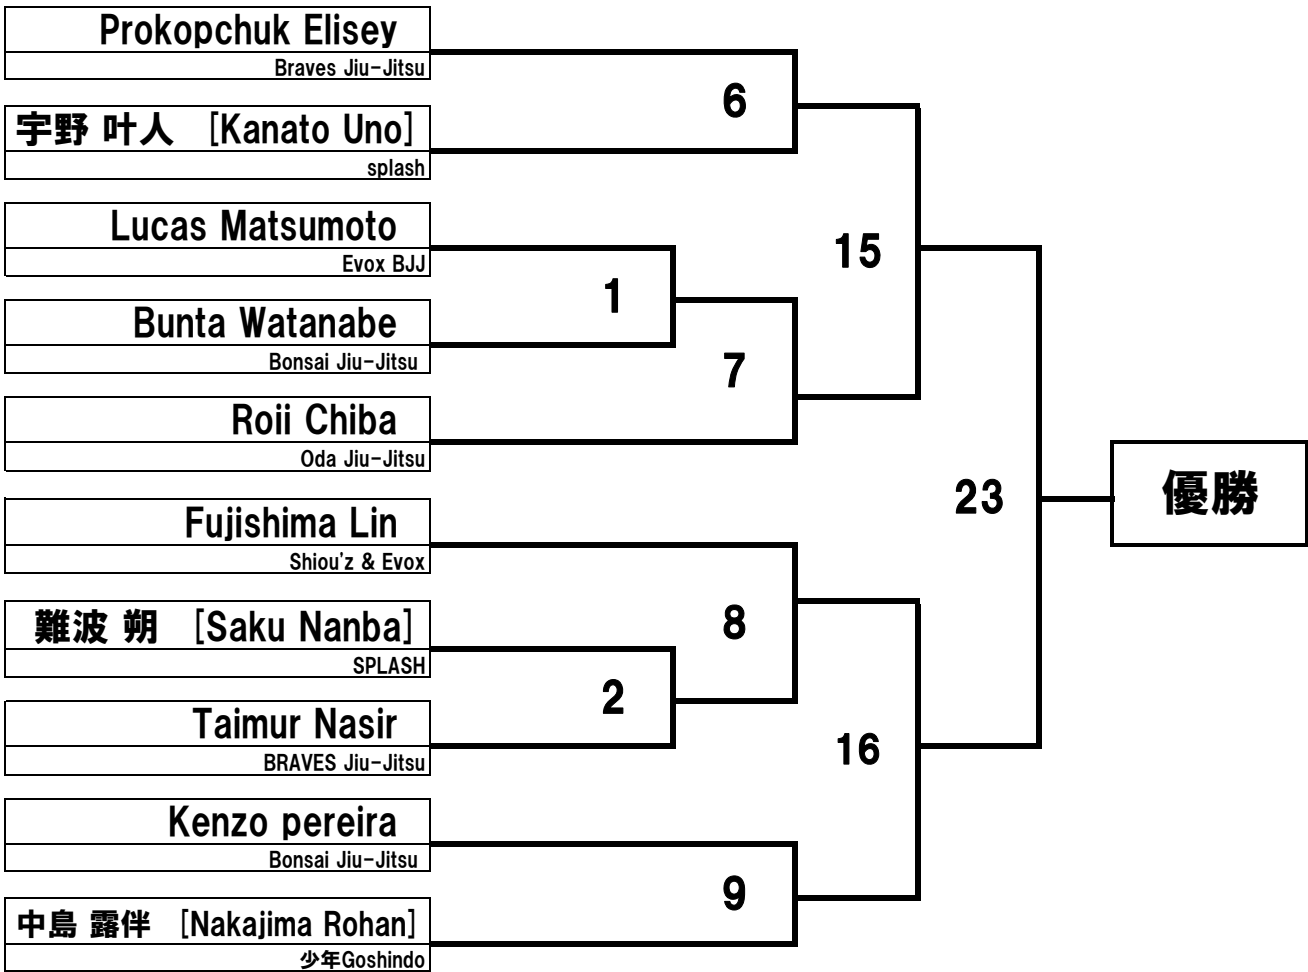 Prokopchuk Elisey
Braves Jiu-Jitsu
6
宇野 叶人 [Kanato Uno]
splash
Lucas Matsumoto
Evox BJJ
15
1
Bunta Watanabe
Bonsai Jiu-Jitsu
7
Roii Chiba
Oda Jiu-Jitsu
23
優勝
Fujishima Lin
Shiou'z & Evox
8
難波 朔 [Saku Nanba]
SPLASH
2
Taimur Nasir
BRAVES Jiu-Jitsu
16
Kenzo pereira
Bonsai Jiu-Jitsu
9
中島 露伴 [Nakajima Rohan]
少年Goshindo